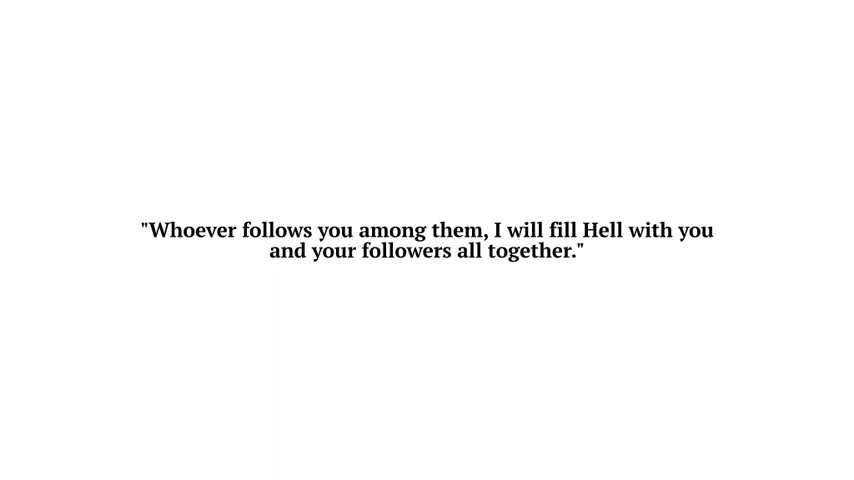 "Whoever follows you among them, I will fill Hell with you
and your followers all together."